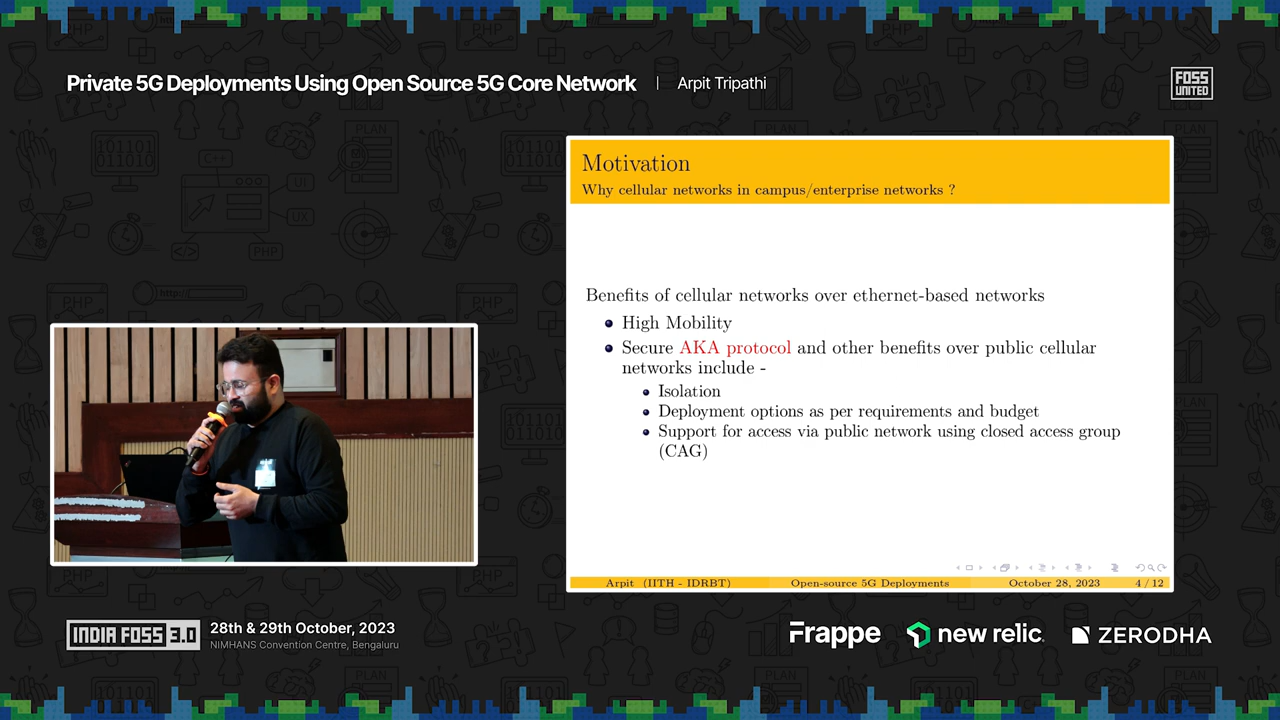 Private 5G Deployments Using Open Source 5G Core Network | Arpit Tripathi
FOSS
UNITED
Motivation
Why cellular networks in campus/enterprise networks ?
Benefits of cellular networks over ethernet-based networks
High Mobility
Secure AKA protocol and other benefits over public cellular
networks include -
Isolation
Deployment options as per requirements and budget
Support for access via public network using closed access group
(CAG)
Arpit (IITH - IDRBT) Open-source 5G Deployments October 28, 2023 4 / 12
INDIA FOSS 3.0
28th & 29th October, 2023
NIMHANS Convention Centre, Bengaluru
Frappe
new relic
ZERODHA